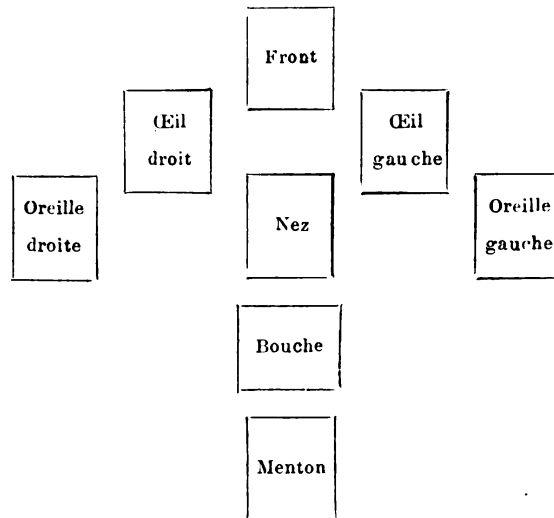 Front
Œil
droit
Œil
gauche
Oreille
droite
Nez
Oreille
gauche
Bouche
Menton